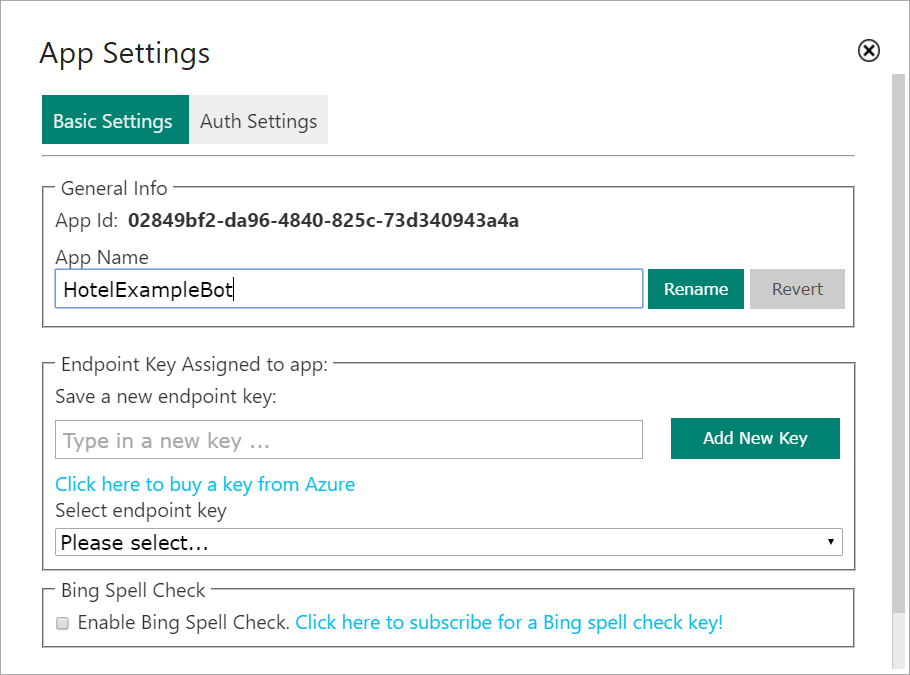 App Settings
Basic Settings Auth Settings
General Info
App Id: 02849bf2-da96-4840-825c-73d340943a4a
App Name
HotelExampleBot Rename Revert
Endpoint Key Assigned to app:
Save a new endpoint key:
Type in a new key ... Add New Key
Click here to buy a key from Azure
Select endpoint key
Please select...
Bing Spell Check
Enable Bing Spell Check. Click here to subscribe for a Bing spell check key!